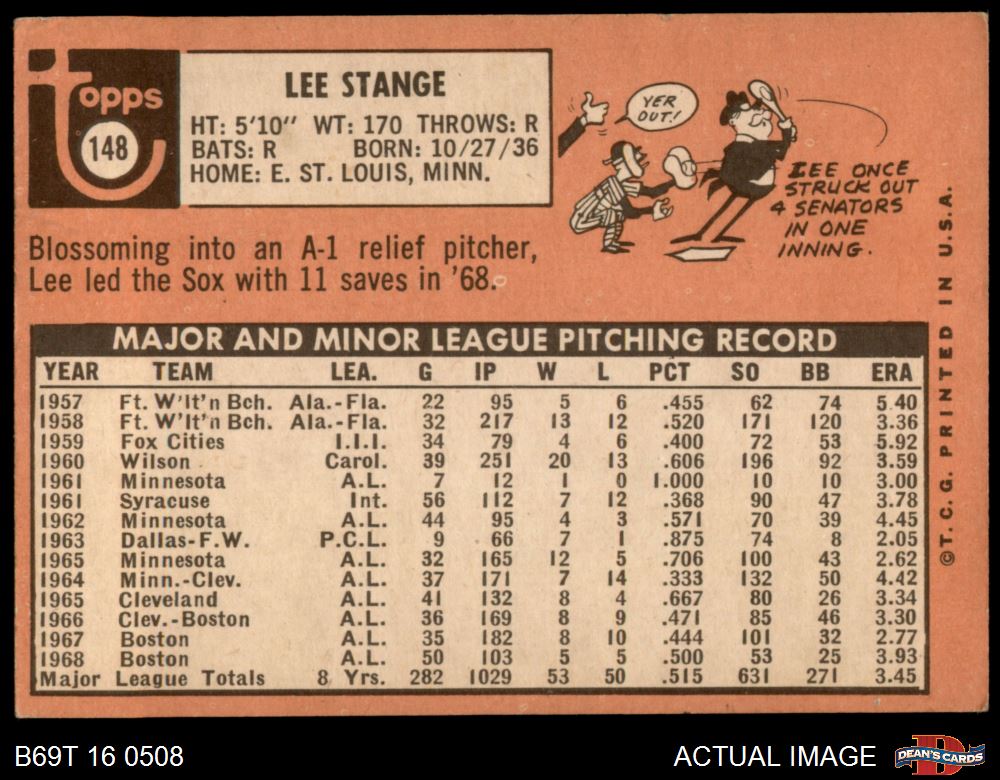 Topps
148
LEE STANGE
HT: 5'10" WT: 170 THROWS: R
BATS: R BORN: 10/27/36
HOME: E. ST. LOUIS, MINN.
YER
OUT!
LEE ONCE
STRUCK OUT
4 SENATORS
IN ONE
INNING.
Blossoming into an A-1 relief pitcher,
Lee led the Sox with 11 saves in '68.
MAJOR AND MINOR LEAGUE PITCHING RECORD
YEAR TEAM LEA. G IP W L PCT SO BB ERA
1957 Ft. W'lt'n Bch. Ala.-Fla. 22 95 5 6 .455 62 74 5.40
1958 Ft. W'lt'n Bch. Ala.-Fla. 32 217 13 12 .520 171 120 3.36
1959 Fox Cities I.I.I. 34 79 4 6 .400 72 53 5.92
1960 Wilson Carol. 39 251 20 13 .606 196 92 3.59
1961 Minnesota A.L. 7 12 1 0 1.000 10 10 3.00
1961 Syracuse Int. 56 112 7 12 .368 90 47 3.78
1962 Minnesota A.L. 44 95 4 3 .571 70 39 4.45
1963 Dallas-F.W. P.C.L. 9 66 7 1 .875 74 8 2.05
1965 Minnesota A.L. 32 165 12 5 .706 100 43 2.62
1964 Minn.-Clev. A.L. 37 171 7 14 .333 132 50 4.42
1965 Cleveland A.L. 41 132 8 4 .667 80 26 3.34
1966 Clev.-Boston A.L. 36 169 8 9 .471 85 46 3.30
1967 Boston A.L. 35 182 8 10 .444 101 32 2.77
1968 Boston A.L. 50 103 5 5 .500 53 25 3.93
Major League Totals 8 Yrs. 282 1029 53 50 .515 631 271 3.45
©T.C.G. PRINTED IN U.S.A.
B69T 16 0508
ACTUAL IMAGE
DEAN'S CARDS